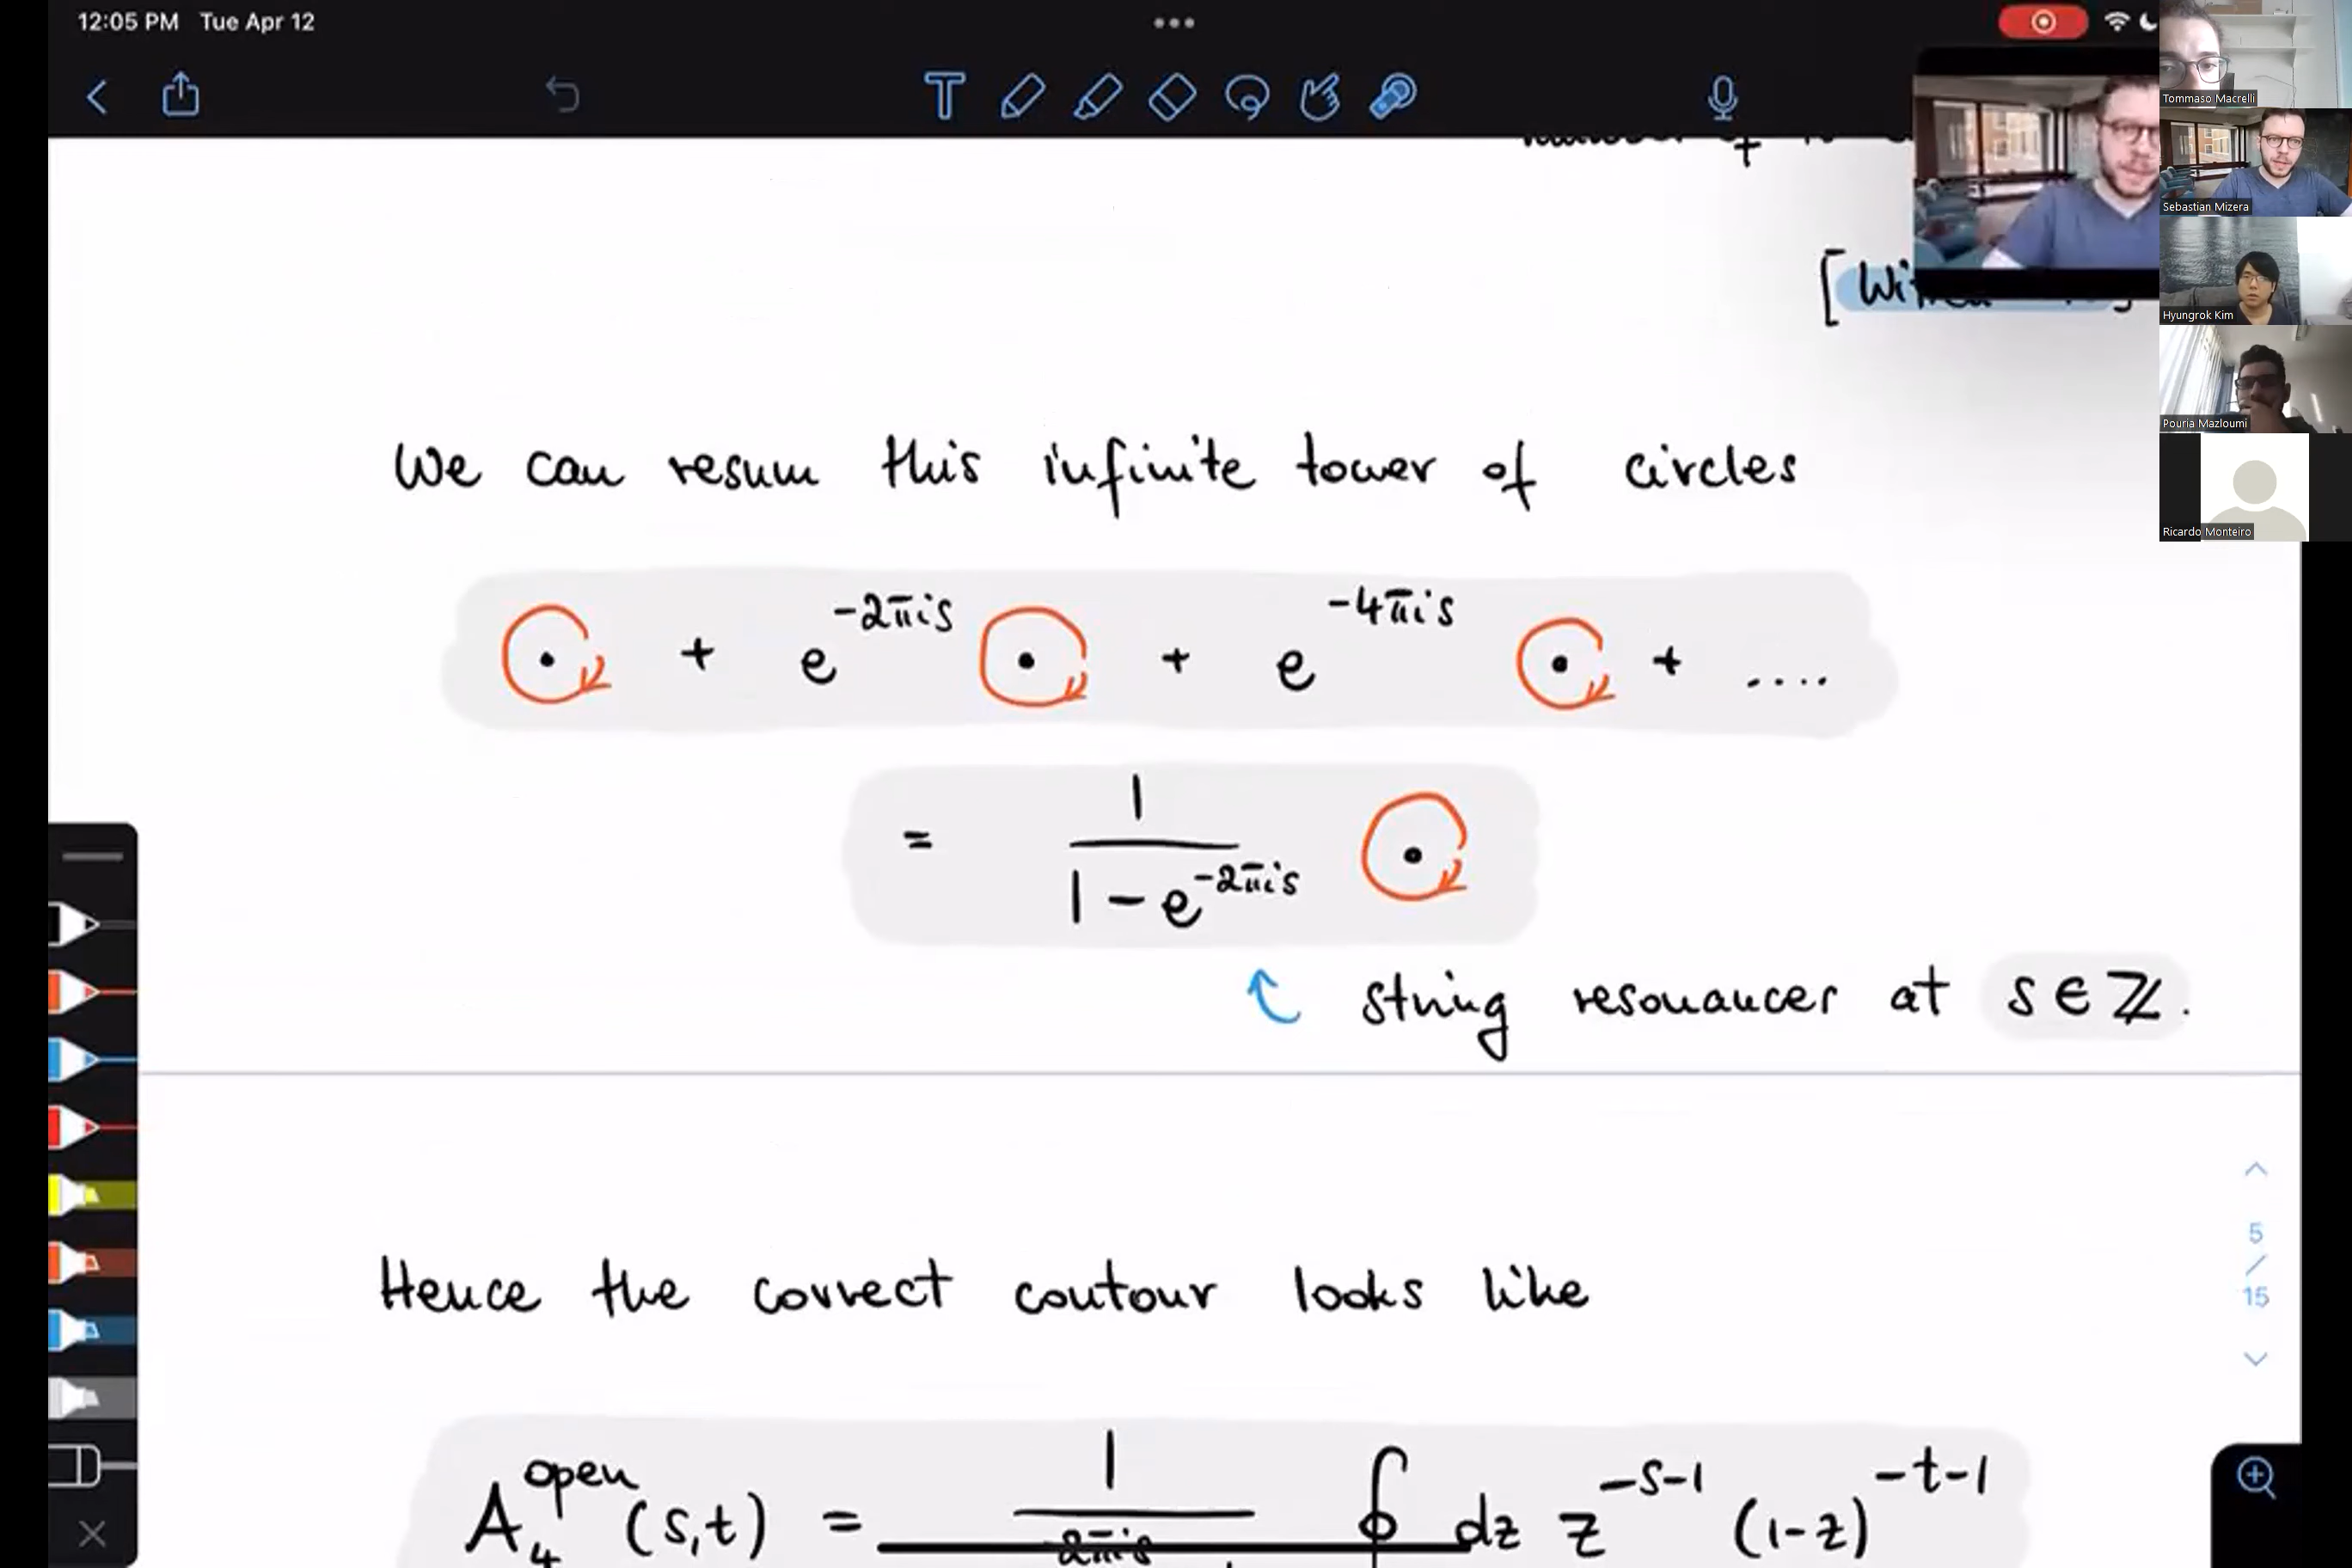 12:05 PM Tue Apr 12
Tommaso Macrelli
Sebastian Mizera
Hyungrok Kim
Pouria Mazloumi
Ricardo Monteiro
We can resum this infinite tower of circles
+ e^{-2πis} + e^{-4πis} + ....
= 1 / (1 - e^{-2πis})
string resonances at s ∈ ℤ.
Hence the correct contour looks like
5 / 15
A_4^{open} (s,t) = 1 / -2πis ∮ dz z^{-s-1} (1-z)^{-t-1}